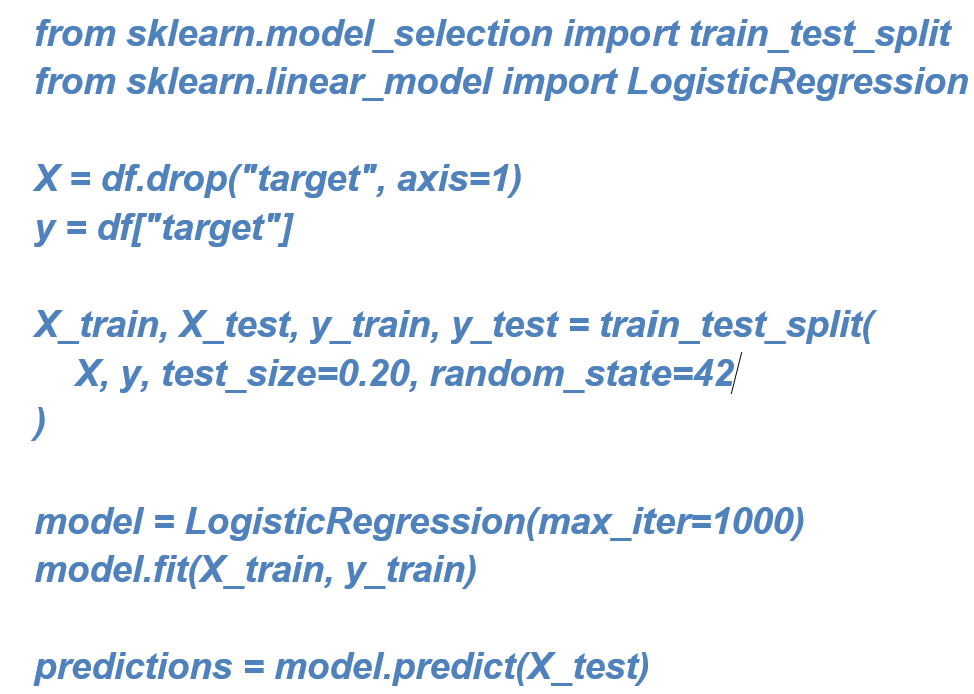 from sklearn.model_selection import train_test_split
from sklearn.linear_model import LogisticRegression
X = df.drop("target", axis=1)
y = df["target"]
X_train, X_test, y_train, y_test = train_test_split(
X, y, test_size=0.20, random_state=42
)
model = LogisticRegression(max_iter=1000)
model.fit(X_train, y_train)
predictions = model.predict(X_test)